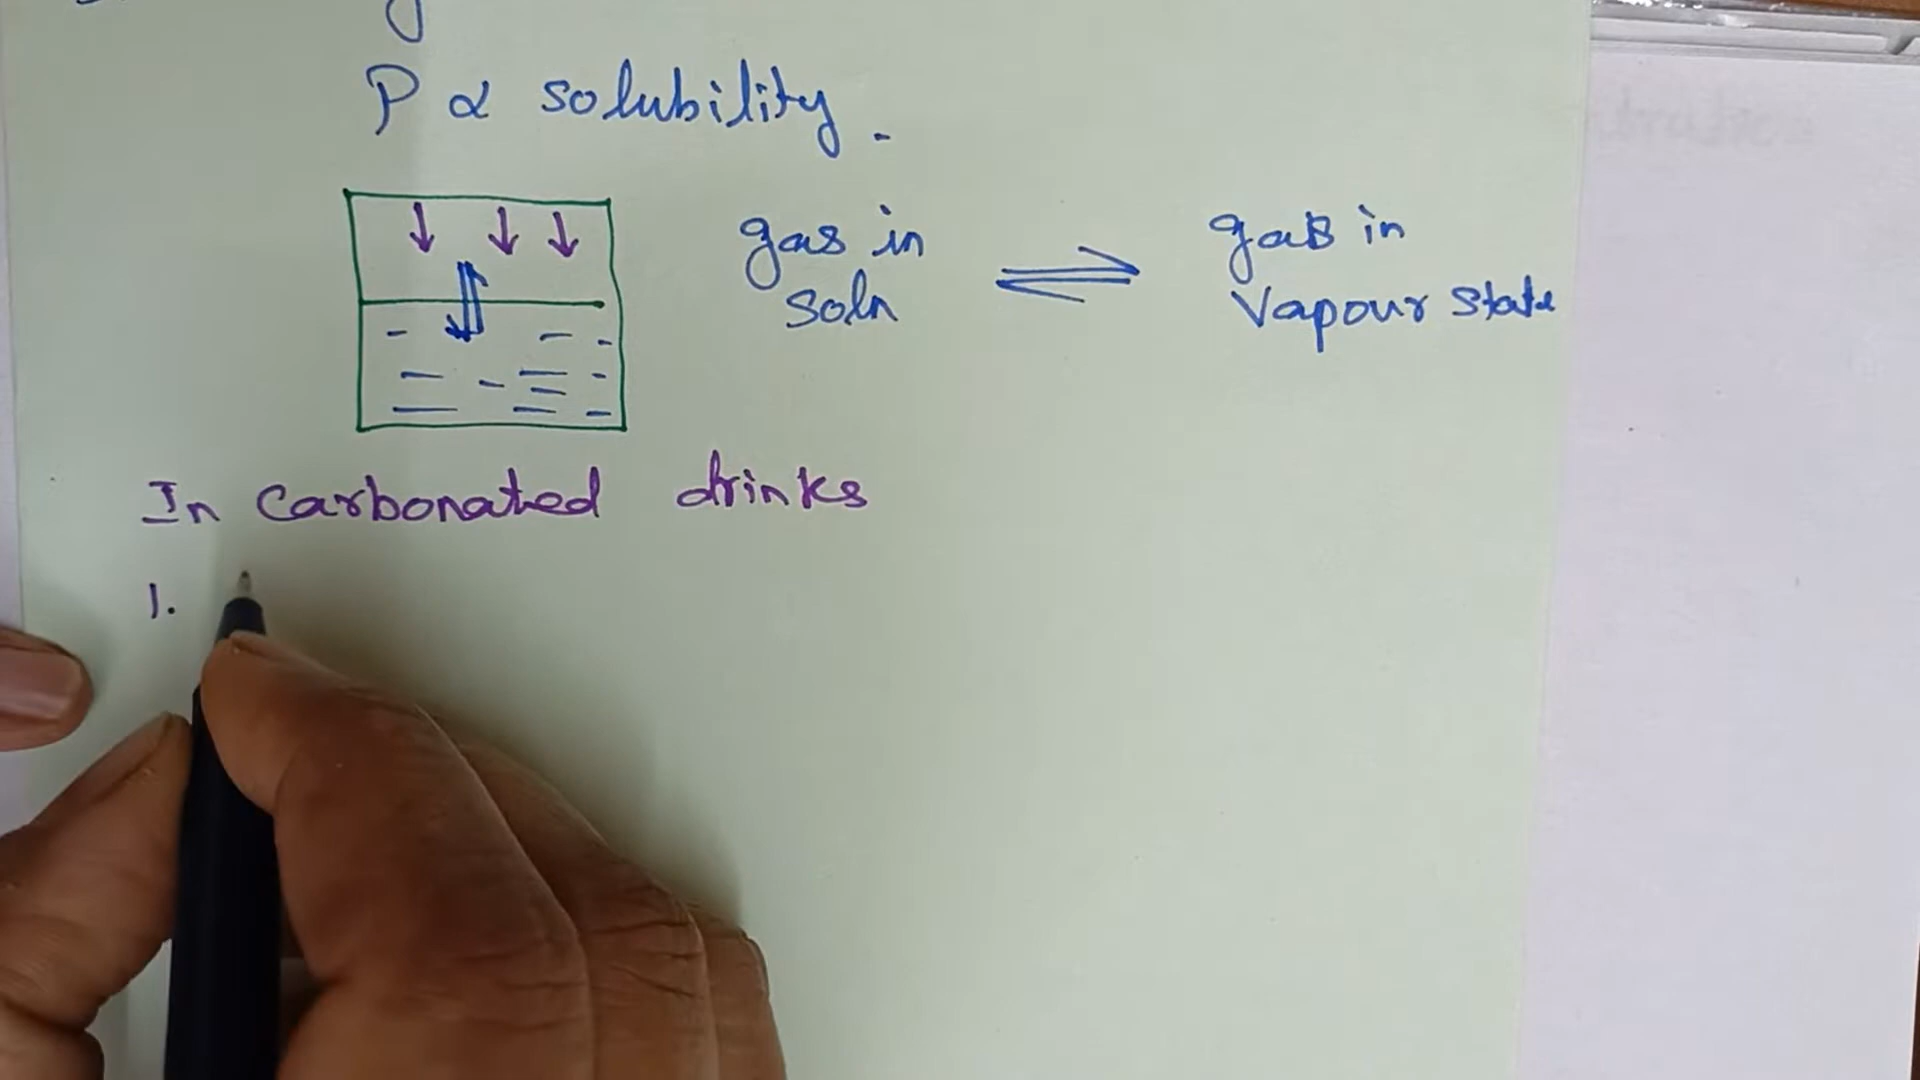 P α solubility.
gas in
soln
⇌
gas in
Vapour state
In Carbonated drinks
1.